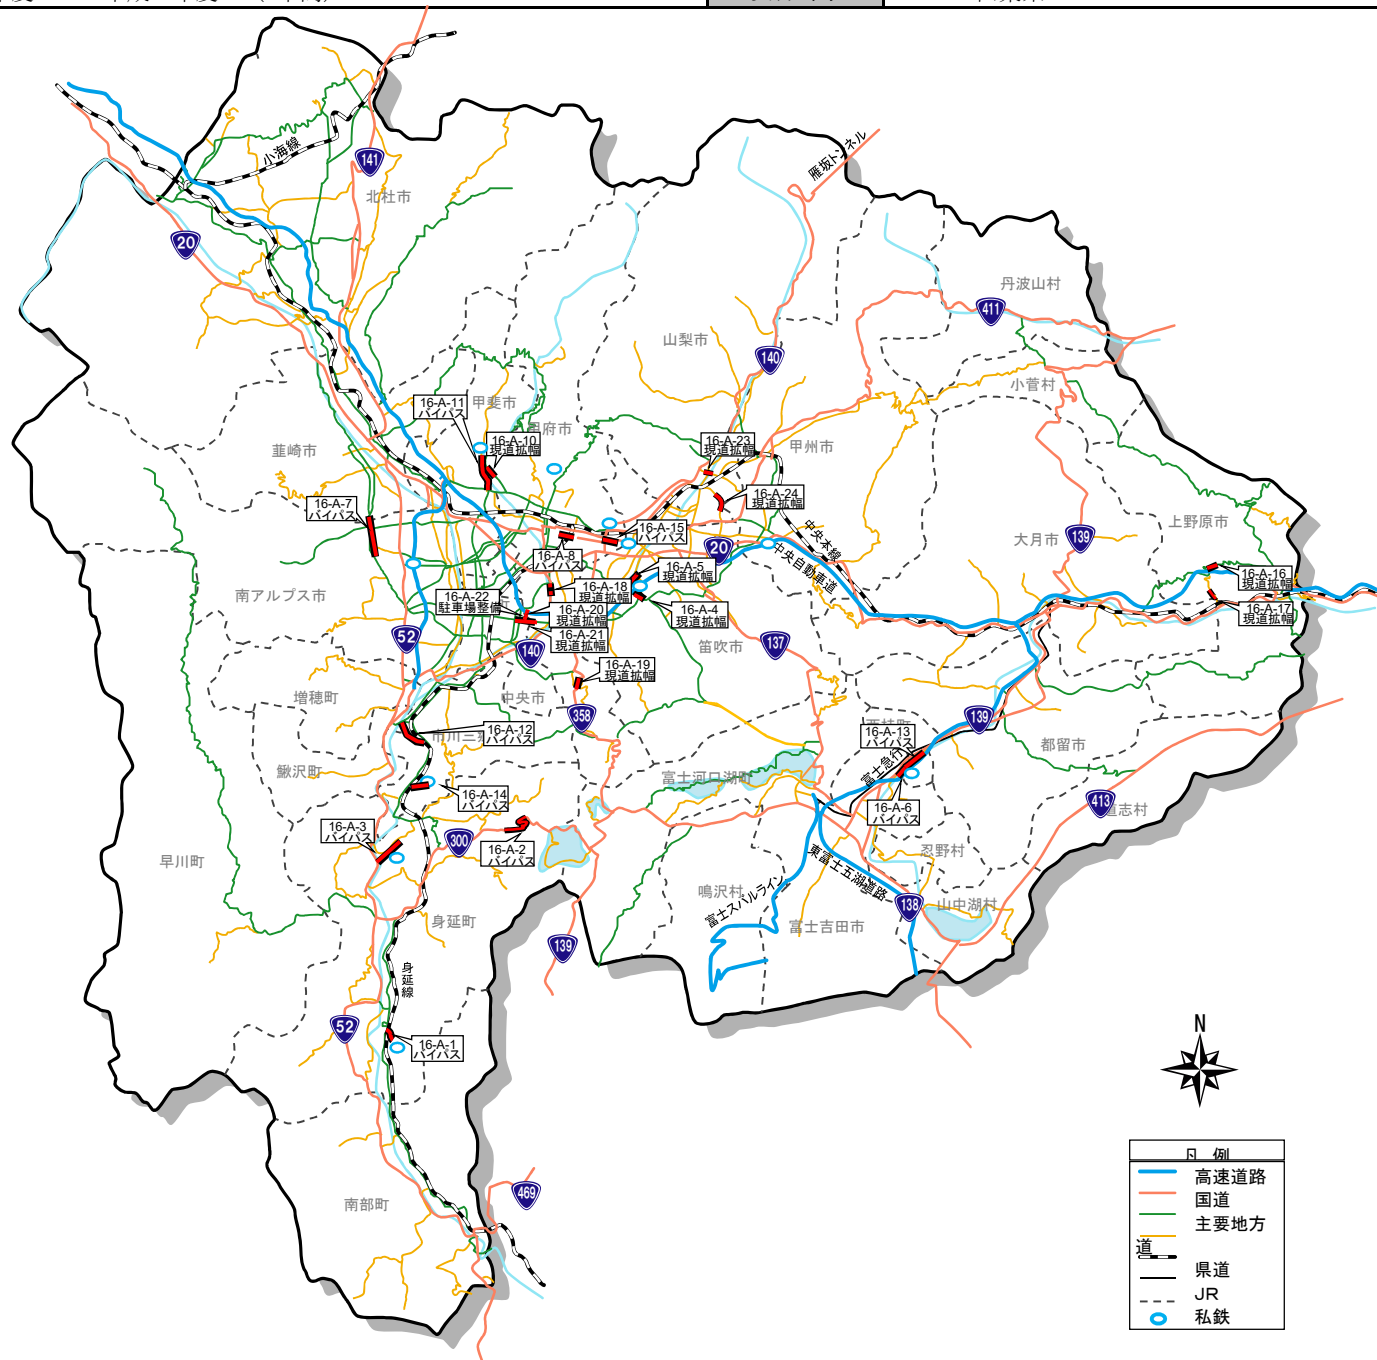 小海線
141
北杜市
雁坂トンネル
20
丹波山村
411
山梨市
140
小菅村
16-A-11
バイパス
甲斐市
16-A-10
現道拡幅
甲府市
16-A-23
現道拡幅
甲州市
韮崎市
16-A-24
現道拡幅
16-A-7
バイパス
上野原市
16-A-15
バイパス
中央本線
大月市
139
20
16-A-8
バイパス
中央自動車道
16-A-5
現道拡幅
16-A-16
現道拡幅
南アルプス市
16-A-22
駐車場整備
16-A-18
現道拡幅
16-A-20
現道拡幅
16-A-4
現道拡幅
16-A-17
現道拡幅
52
16-A-21
現道拡幅
140
笛吹市
137
16-A-19
現道拡幅
増穂町
中央市
358
139
16-A-12
バイパス
16-A-13
バイパス
都留市
鰍沢町
富士河口湖町
富士急行
16-A-14
バイパス
413
16-A-6
バイパス
16-A-3
バイパス
300
16-A-2
バイパス
忍野村
早川町
東富士五湖道路
鳴沢村
富士スバルライン
138
山中湖村
身延町
富士吉田市
139
身延線
52
16-A-1
バイパス
N
南部町
469
凡 例
高速道路
国道
主要地方
道
県道
JR
私鉄